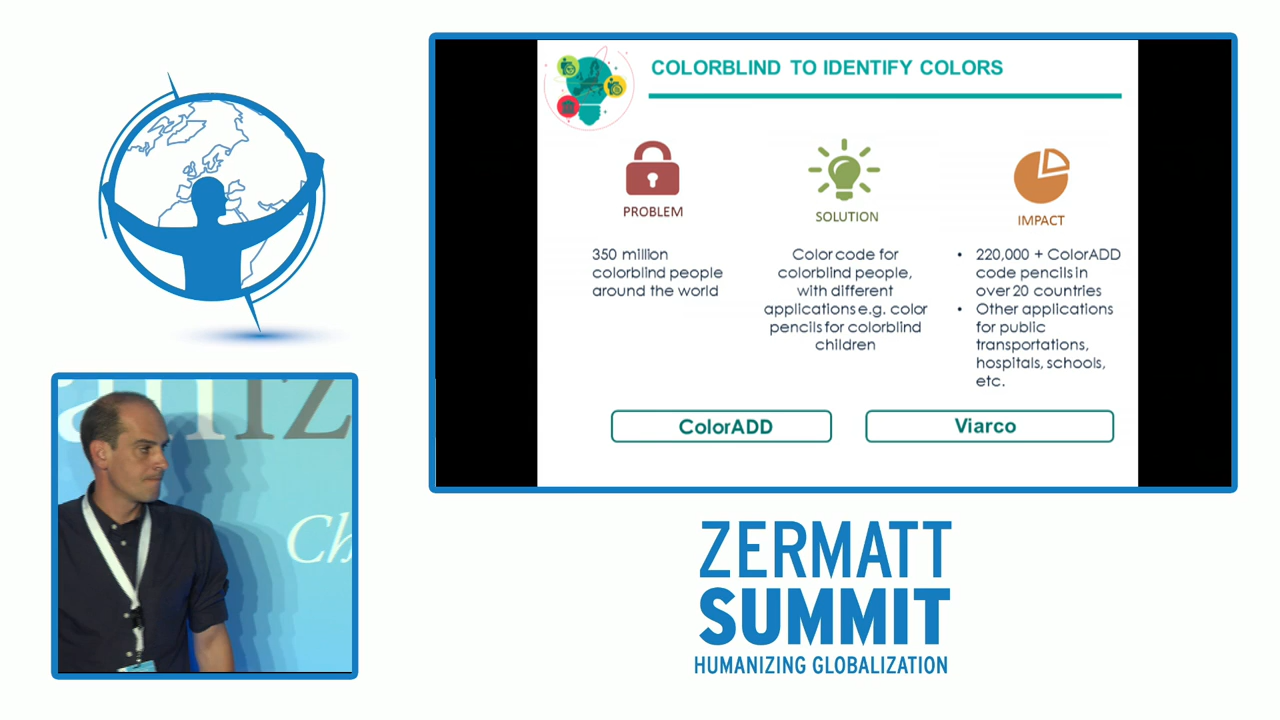 COLORBLIND TO IDENTIFY COLORS
PROBLEM
350 million
colorblind people
around the world
SOLUTION
Color code for
colorblind people,
with different
applications e.g. color
pencils for colorblind
children
IMPACT
• 220,000 + ColorADD
code pencils in
over 20 countries
• Other applications
for public
transportations,
hospitals, schools,
etc.
ColorADD
Viarco
Ch
ZERMATT
SUMMIT
HUMANIZING GLOBALIZATION